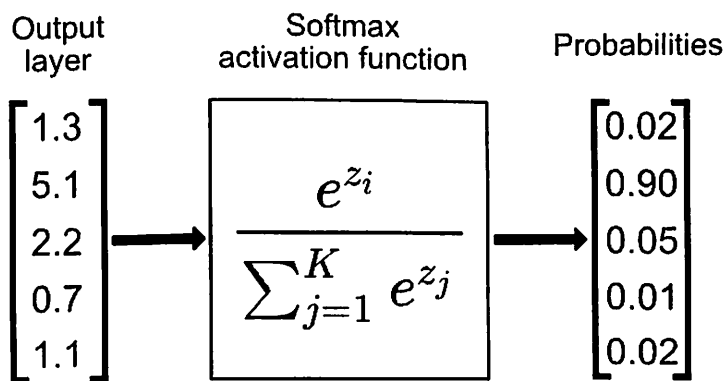 Output
layer
Softmax
activation function
Probabilities
1.3
5.1
2.2
0.7
1.1
e^{z_i}
∑_{j=1}^{K} e^{z_j}
0.02
0.90
0.05
0.01
0.02